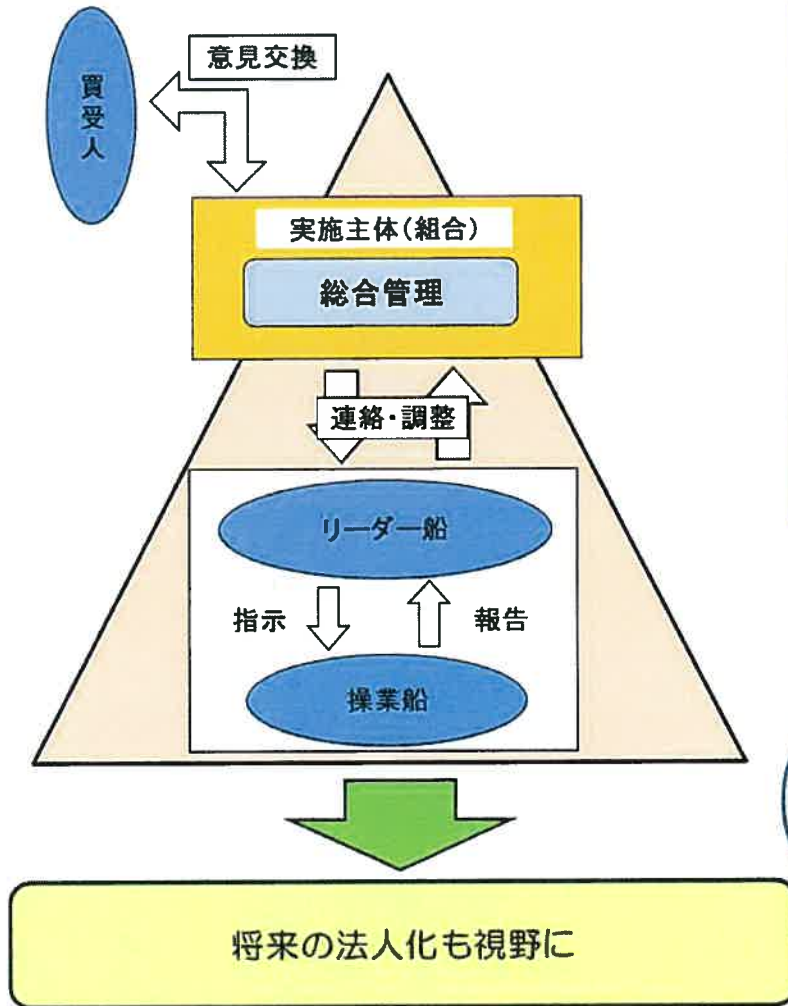 意見交換
買受人
実施主体(組合)
総合管理
連絡・調整
リーダー船
指示
報告
操業船
将来の法人化も視野に